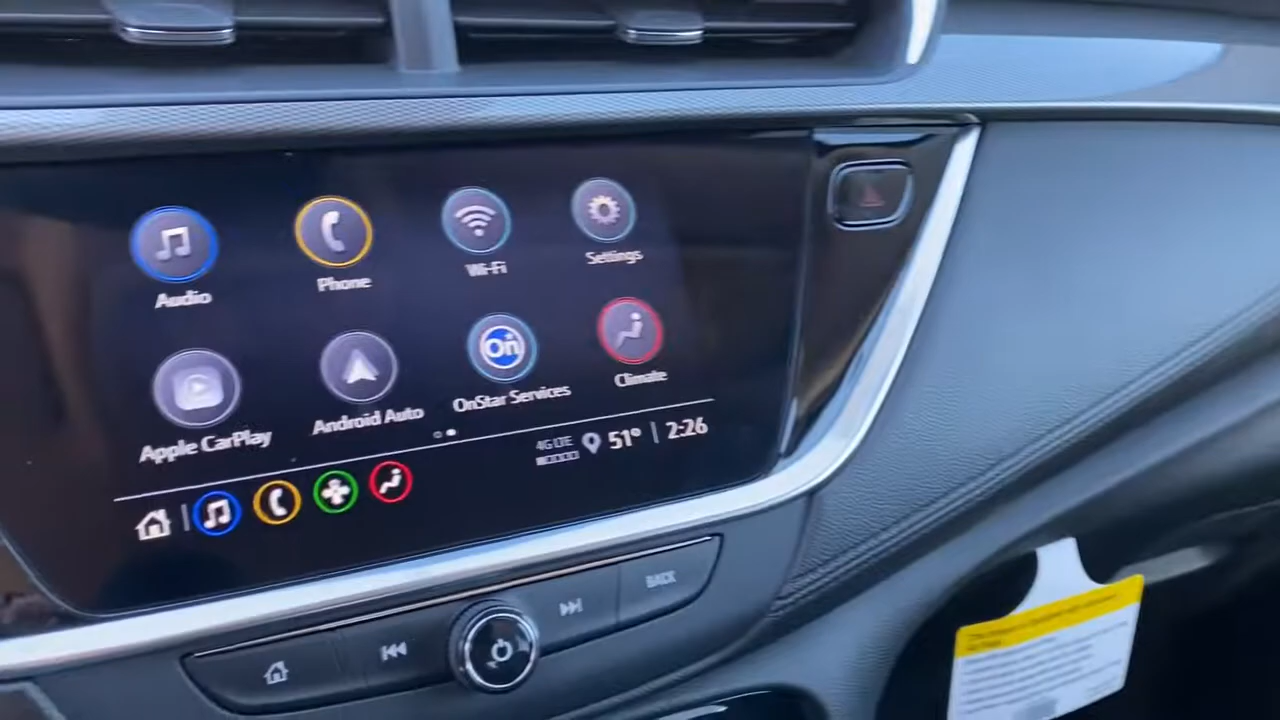 Audio
Phone
Wi-Fi
Settings
Apple CarPlay
Android Auto
On
OnStar Services
Climate
4G LTE
51° | 2:26
BACK